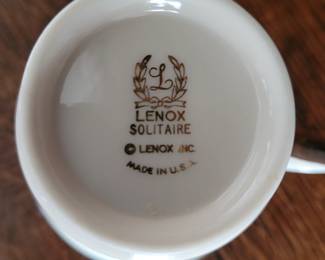 L
LENOX
SOLITAIRE
© LENOX INC.
MADE IN U.S.A.